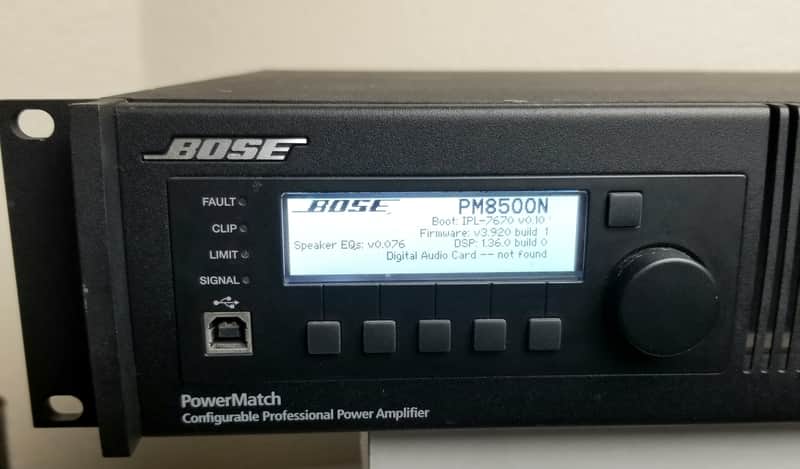 BOSE
FAULT
CLIP
LIMIT
SIGNAL
BOSE PM8500N
Boot: IPL-7670 v0.10
Firmware: v3.920 build 1
Speaker EQs: v0.076 DSP: 1.36.0 build 0
Digital Audio Card -- not found
PowerMatch
Configurable Professional Power Amplifier